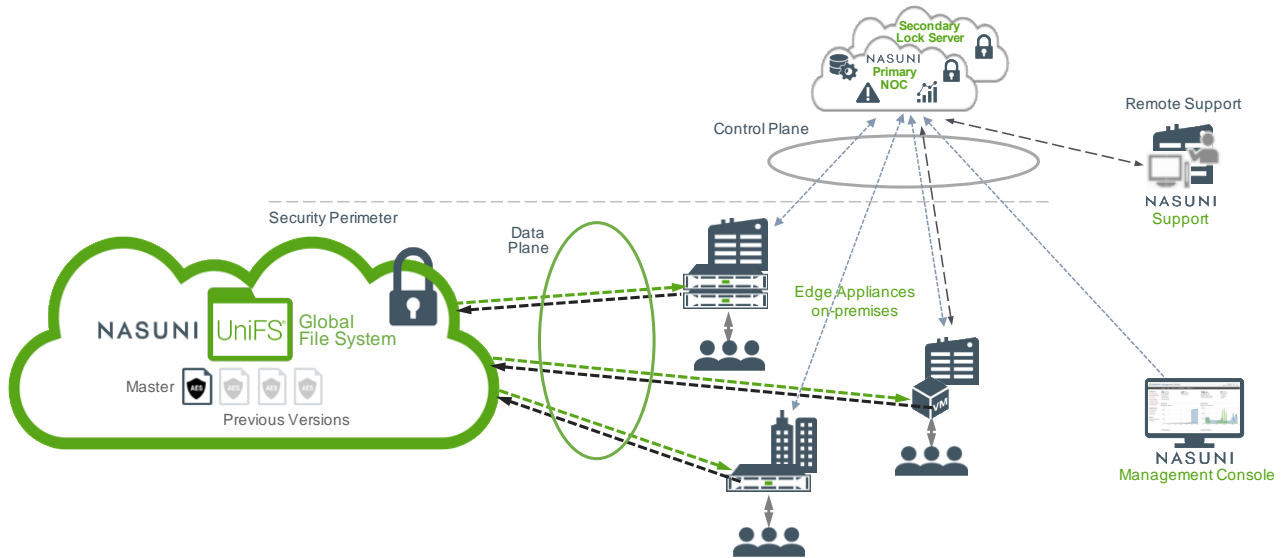 Secondary
Lock Server
NASUNI
Primary
NOC
Remote Support
Control Plane
NASUNI
Support
Security Perimeter
Data
Plane
Edge Appliances
on-premises
NASUNI
UniFS®
Global
File System
Master
AES
AES
AES
AES
Previous Versions
VM
NASUNI
Management Console